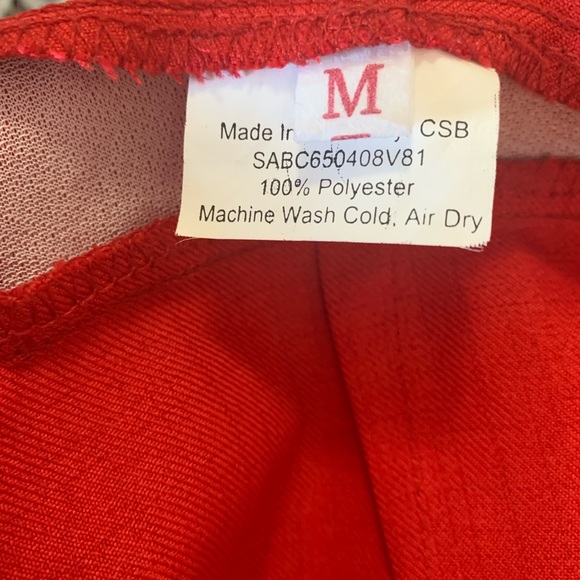 M
Made In CSB
SABC650408V81
100% Polyester
Machine Wash Cold, Air Dry